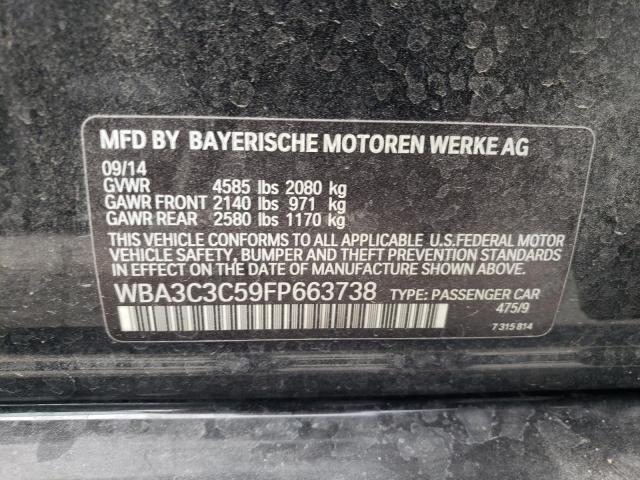 MFD BY BAYERISCHE MOTOREN WERKE AG
09/14
GVWR 4585 lbs 2080 kg
GAWR FRONT 2140 lbs 971 kg
GAWR REAR 2580 lbs 1170 kg
THIS VEHICLE CONFORMS TO ALL APPLICABLE U.S.FEDERAL MOTOR
VEHICLE SAFETY, BUMPER AND THEFT PREVENTION STANDARDS
IN EFFECT ON THE DATE OF MANUFACTURE SHOWN ABOVE.
WBA3C3C59FP663738 TYPE: PASSENGER CAR
475/9
7 315 814